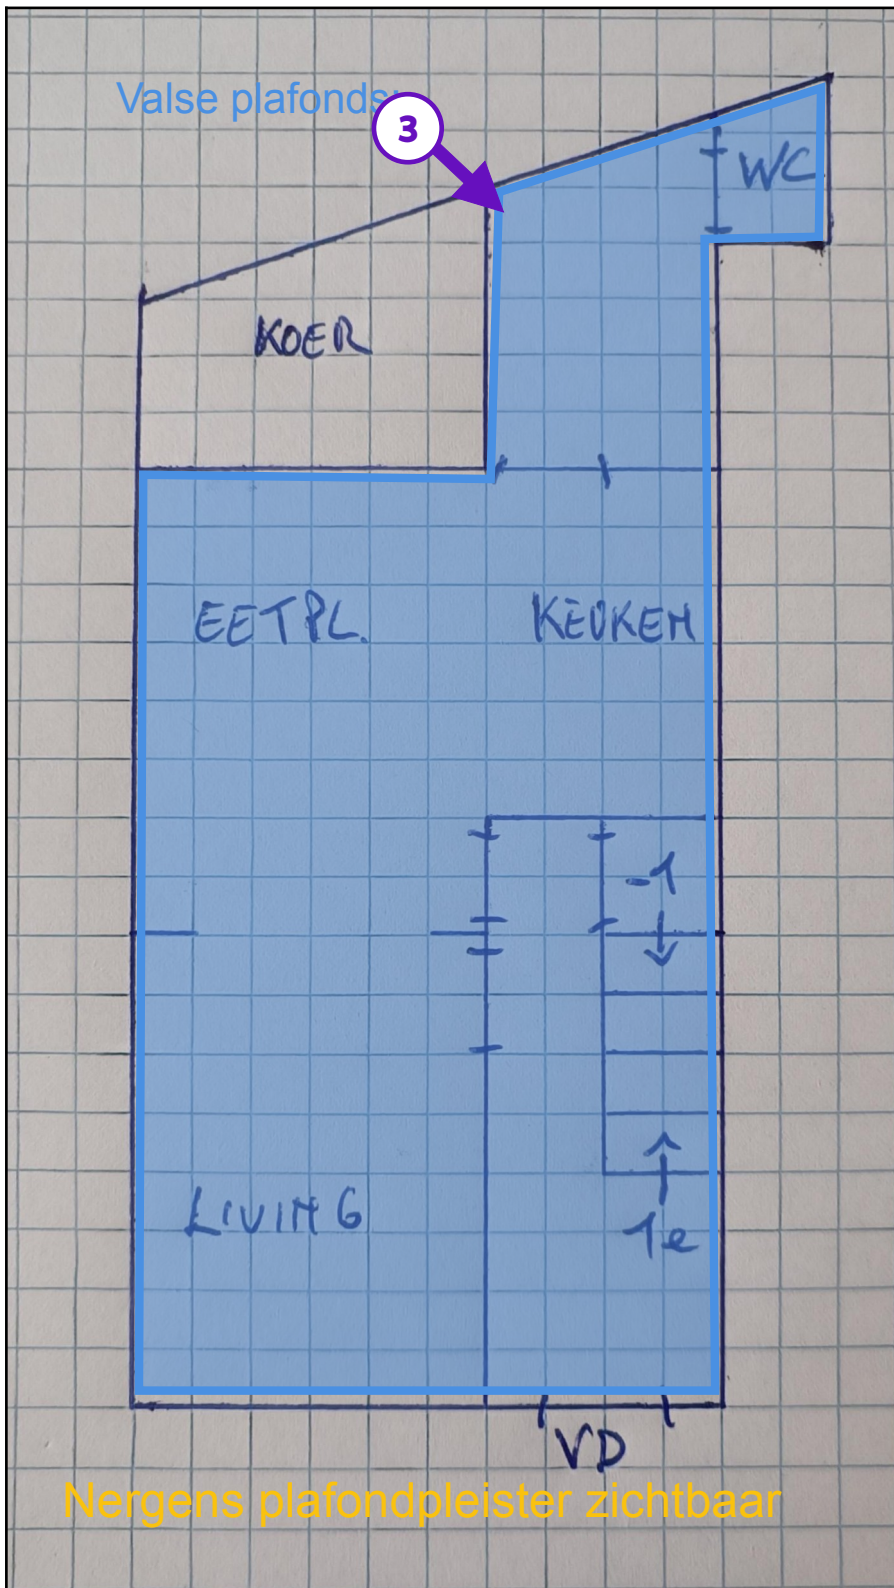 Valse plafonds:
3
WC
KOER
EETPL.
KEUKEN
-1
LIVING
1e
VD
Nergens plafondpleister zichtbaar